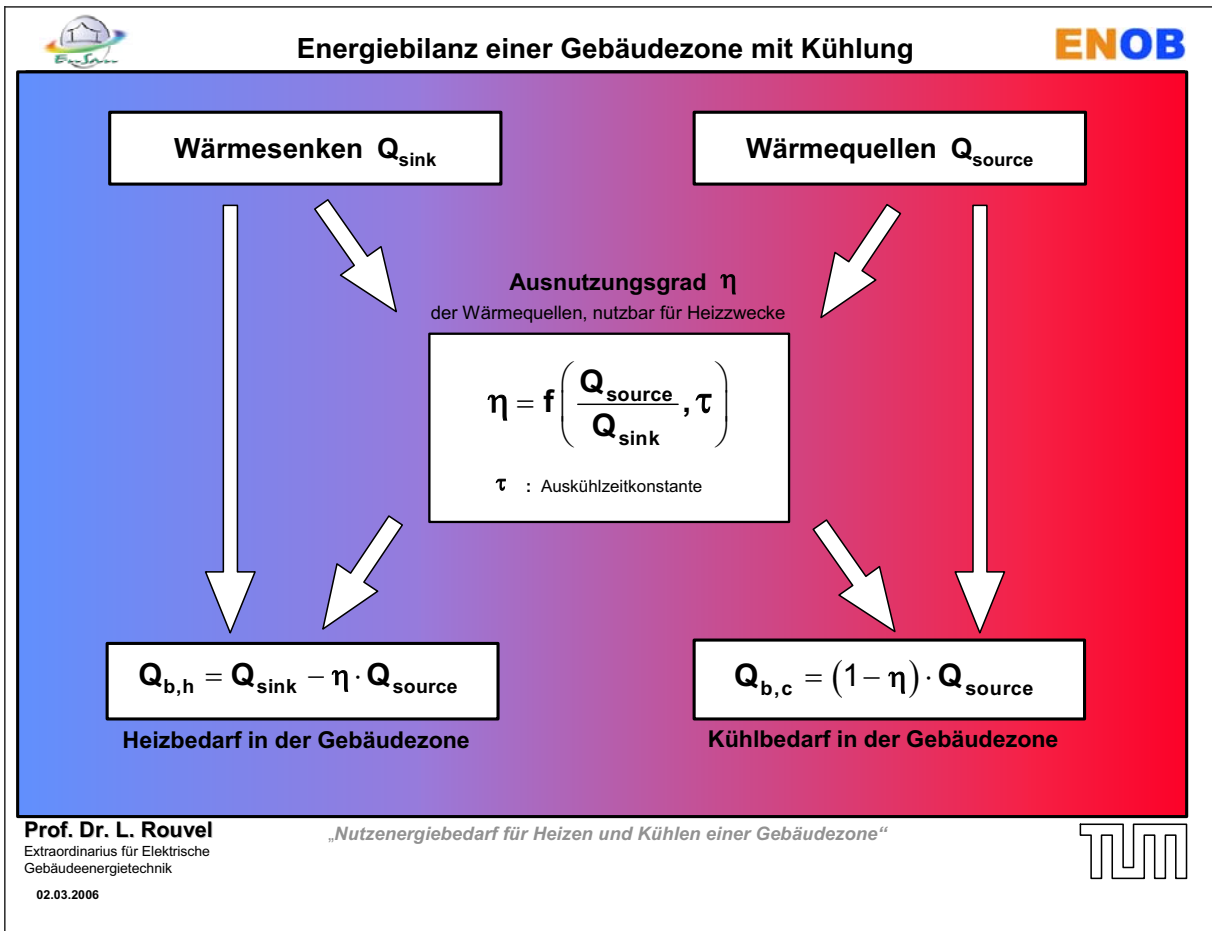 Energiebilanz einer Gebäudezone mit Kühlung
ENOB
Wärmesenken Q_sink
Wärmequellen Q_source
Ausnutzungsgrad η
der Wärmequellen, nutzbar für Heizzwecke
η = f( Q_source / Q_sink , τ )
τ : Auskühlzeitkonstante
Q_b,h = Q_sink − η · Q_source
Q_b,c = (1 − η) · Q_source
Heizbedarf in der Gebäudezone
Kühlbedarf in der Gebäudezone
Prof. Dr. L. Rouvel
Extraordinarius für Elektrische
Gebäudeenergietechnik
02.03.2006
„Nutzenergiebedarf für Heizen und Kühlen einer Gebäudezone“
TUM